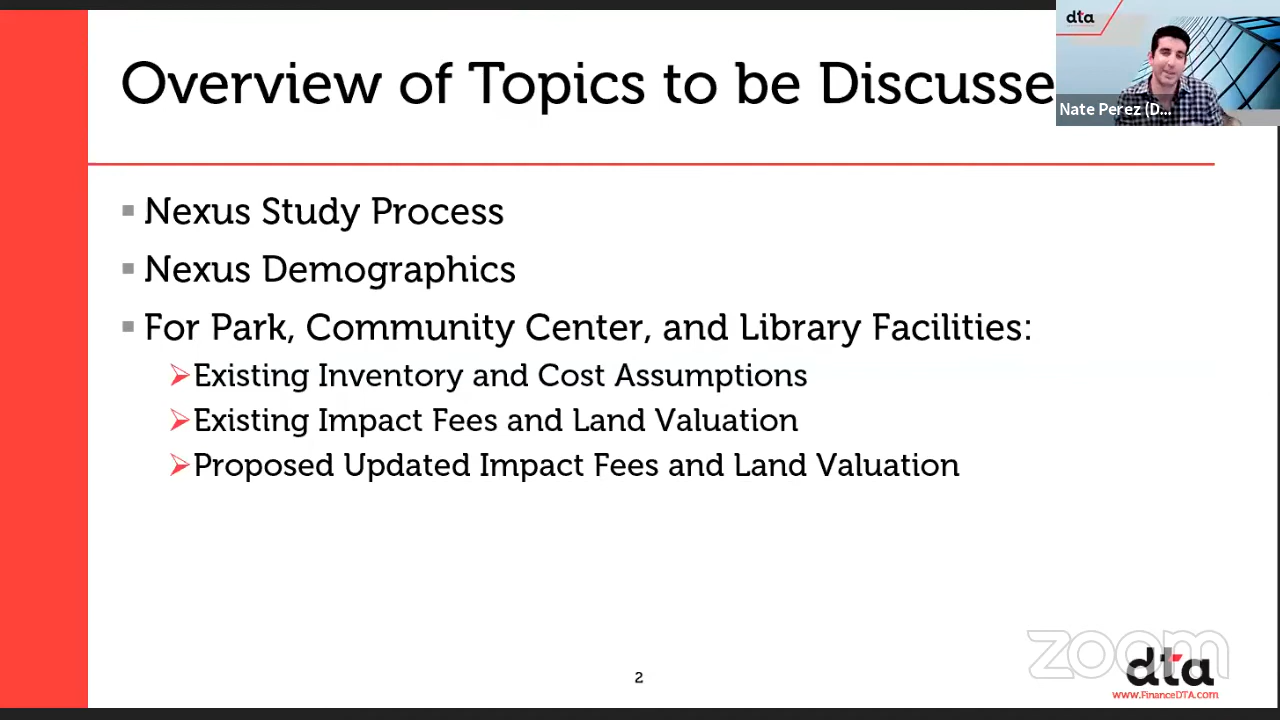 Overview of Topics to be Discusse
dta
Nate Perez (D...
Nexus Study Process
Nexus Demographics
For Park, Community Center, and Library Facilities:
Existing Inventory and Cost Assumptions
Existing Impact Fees and Land Valuation
Proposed Updated Impact Fees and Land Valuation
zoom
dta
www.FinanceDTA.com
2